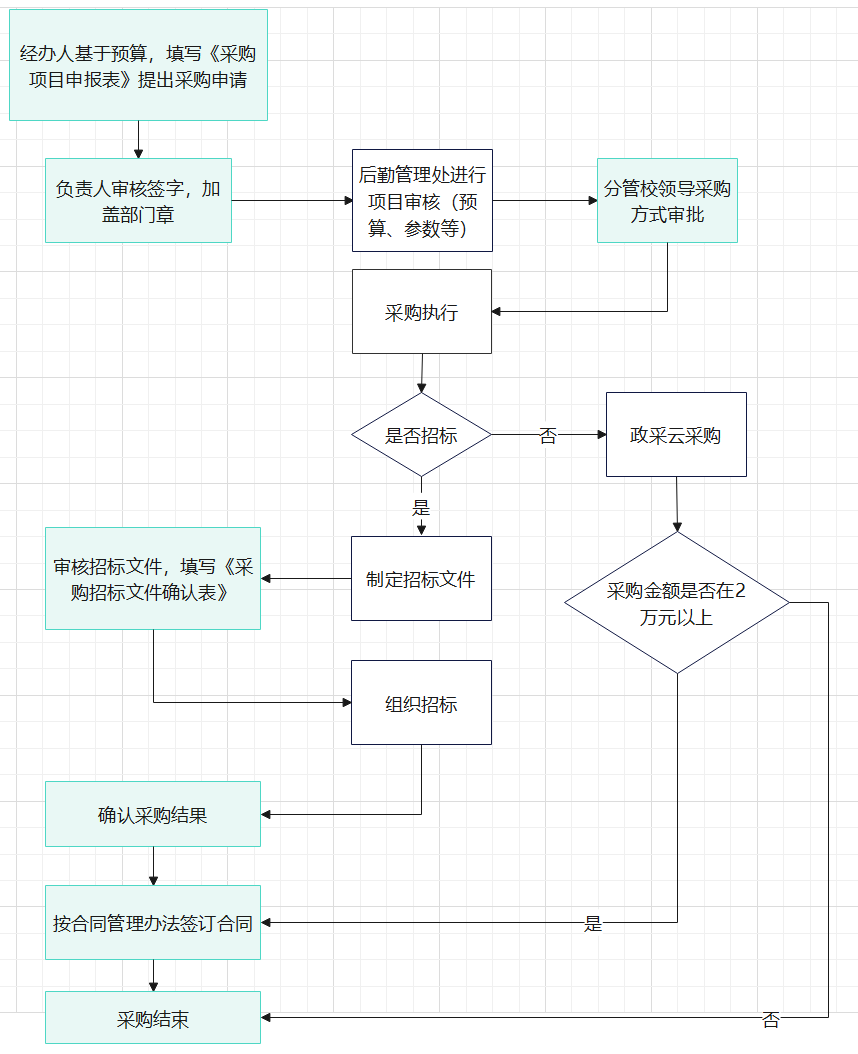 经办人基于预算，填写《采购
项目申报表》提出采购申请
负责人审核签字，加
盖部门章
后勤管理处进行
项目审核（预
算、参数等）
分管校领导采购
方式审批
采购执行
是否招标
否
政采云采购
是
制定招标文件
审核招标文件，填写《采
购招标文件确认表》
采购金额是否在2
万元以上
组织招标
确认采购结果
按合同管理办法签订合同
是
采购结束
否